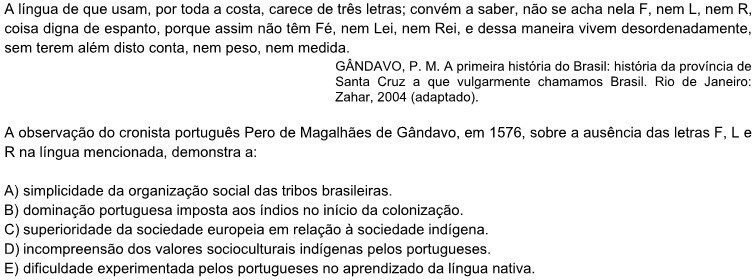 A língua de que usam, por toda a costa, carece de três letras; convém a saber, não se acha nela F, nem L, nem R,
coisa digna de espanto, porque assim não têm Fé, nem Lei, nem Rei, e dessa maneira vivem desordenadamente,
sem terem além disto conta, nem peso, nem medida.
GÂNDAVO, P. M. A primeira história do Brasil: história da província de
Santa Cruz a que vulgarmente chamamos Brasil. Rio de Janeiro:
Zahar, 2004 (adaptado).
A observação do cronista português Pero de Magalhães de Gândavo, em 1576, sobre a ausência das letras F, L e
R na língua mencionada, demonstra a:
A) simplicidade da organização social das tribos brasileiras.
B) dominação portuguesa imposta aos índios no início da colonização.
C) superioridade da sociedade europeia em relação à sociedade indígena.
D) incompreensão dos valores socioculturais indígenas pelos portugueses.
E) dificuldade experimentada pelos portugueses no aprendizado da língua nativa.